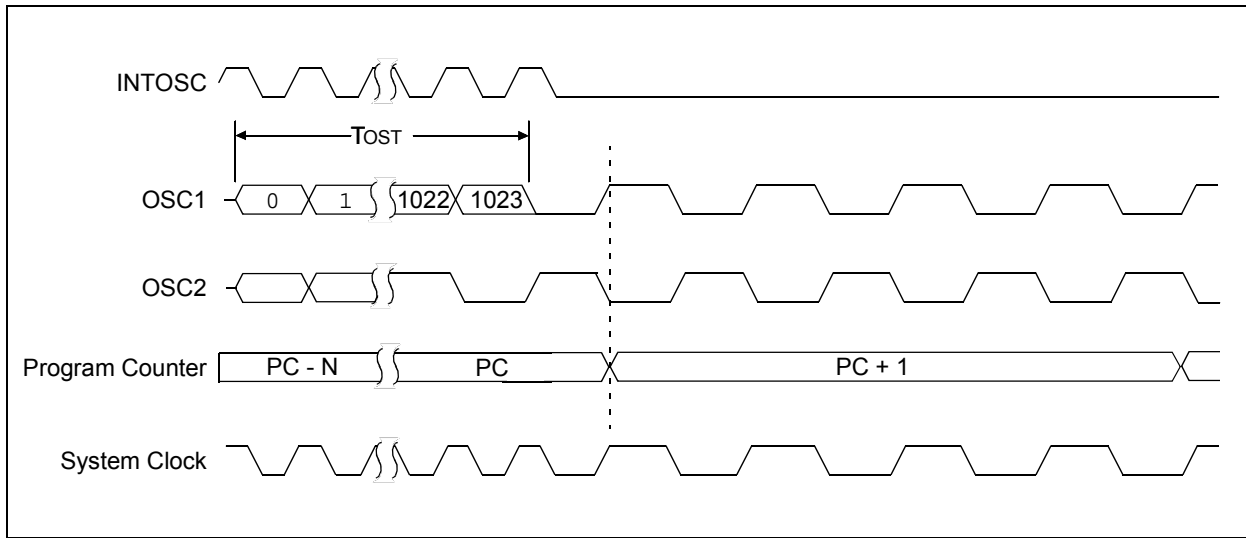 INTOSC
TOST
OSC1 0 1 1022 1023
OSC2
Program Counter PC - N PC PC + 1
System Clock